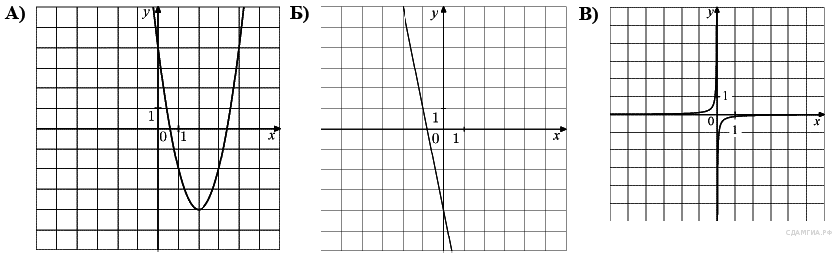 А) y 1 0 1 x
Б) 1 0 1 x
В) y 1 0 1 x
СДАМГИА.РФ